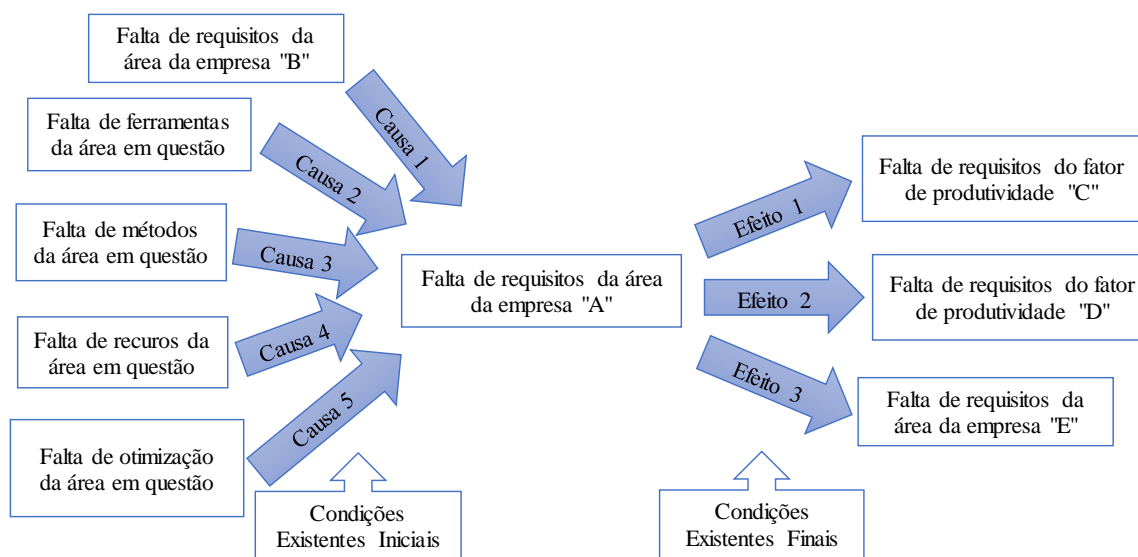 Falta de requisitos da
área da empresa "B"
Causa 1
Falta de ferramentas
da área em questão
Causa 2
Falta de métodos
da área em questão
Causa 3
Falta de recuros da
área em questão
Causa 4
Falta de otimização
da área em questão
Causa 5
Condições
Existentes Iniciais
Falta de requisitos da área
da empresa "A"
Efeito 1
Falta de requisitos do fator
de produtividade "C"
Efeito 2
Falta de requisitos do fator
de produtividade "D"
Efeito 3
Falta de requisitos da
área da empresa "E"
Condições
Existentes Finais